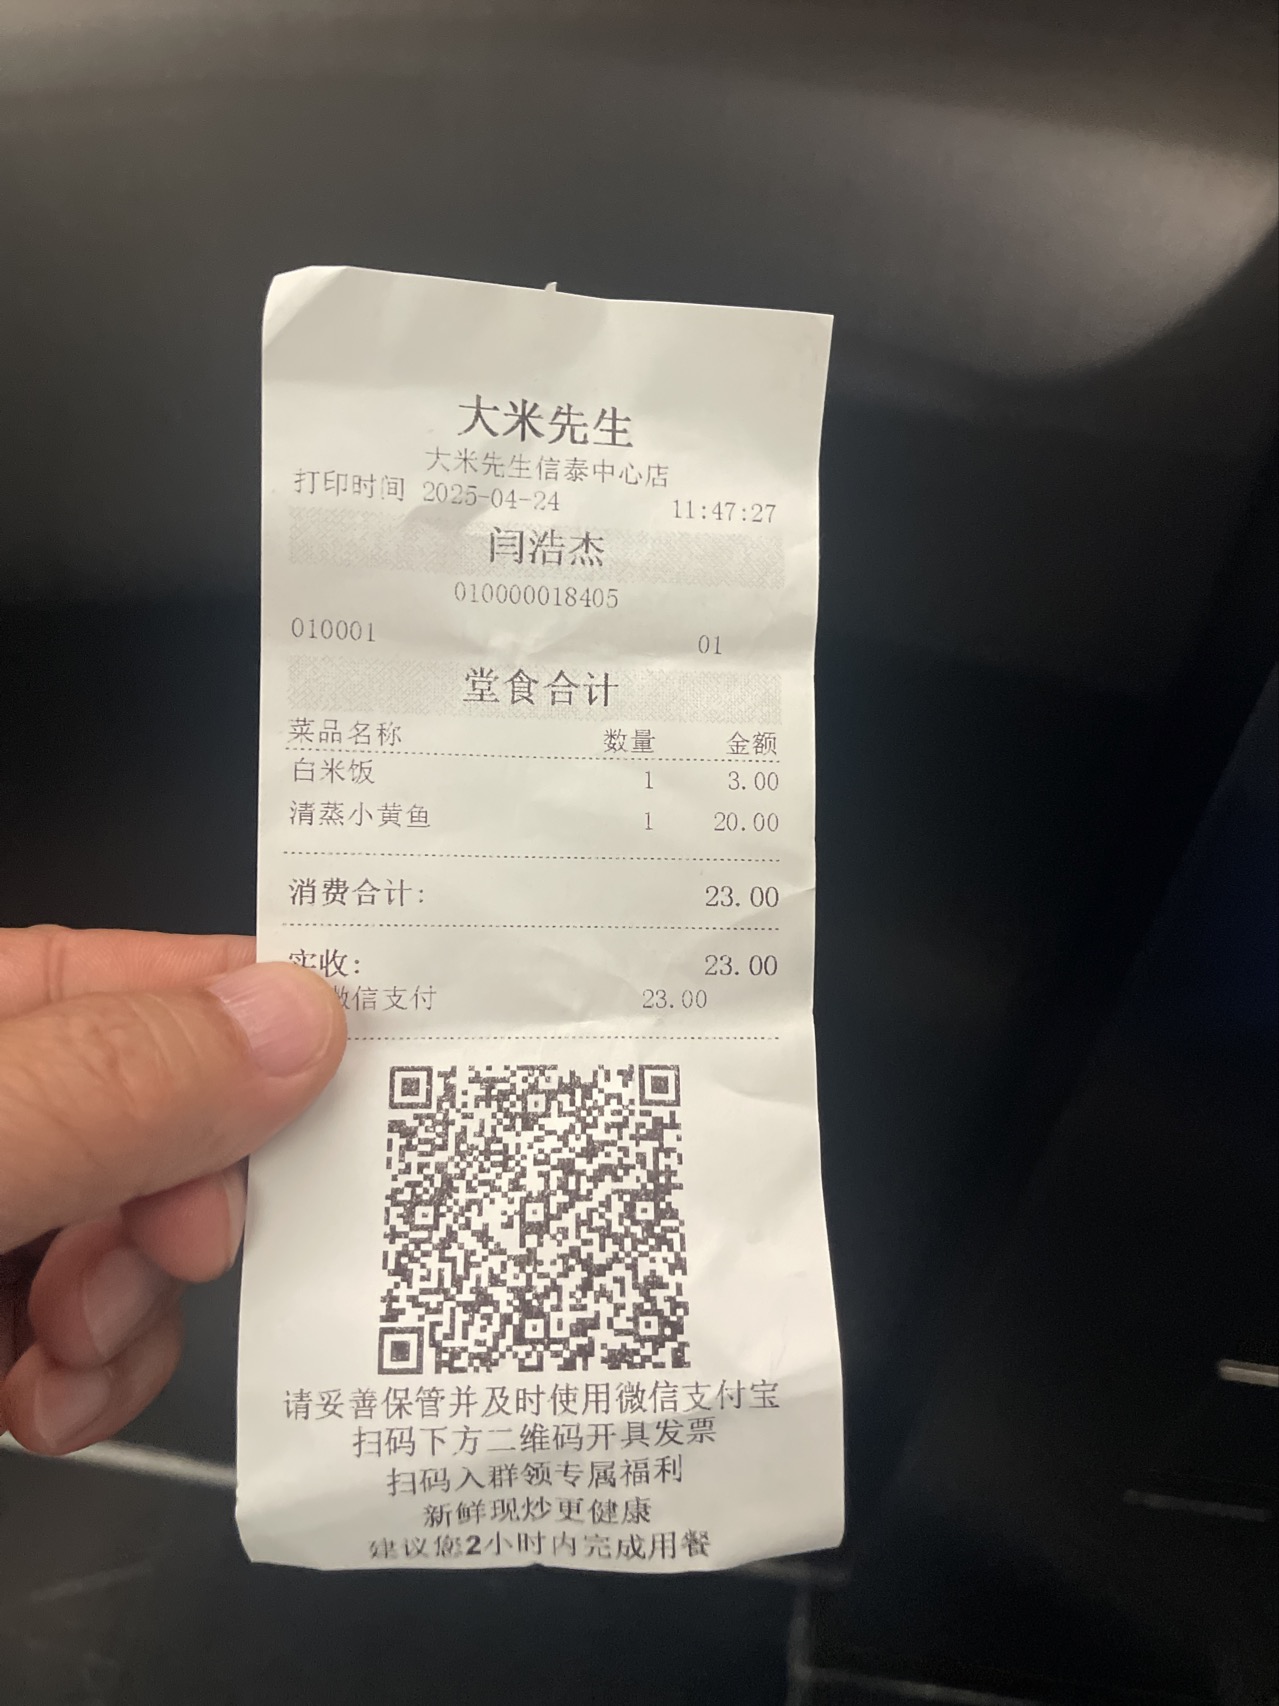 大米先生
大米先生信泰中心店
打印时间 2025-04-24 11:47:27
闫浩杰
010000018405
010001 01
堂食合计
菜品名称 数量 金额
白米饭 1 3.00
清蒸小黄鱼 1 20.00
消费合计: 23.00
实收: 23.00
微信支付 23.00
请妥善保管并及时使用微信支付宝
扫码下方二维码开具发票
扫码入群领专属福利
新鲜现炒更健康
建议您2小时内完成用餐